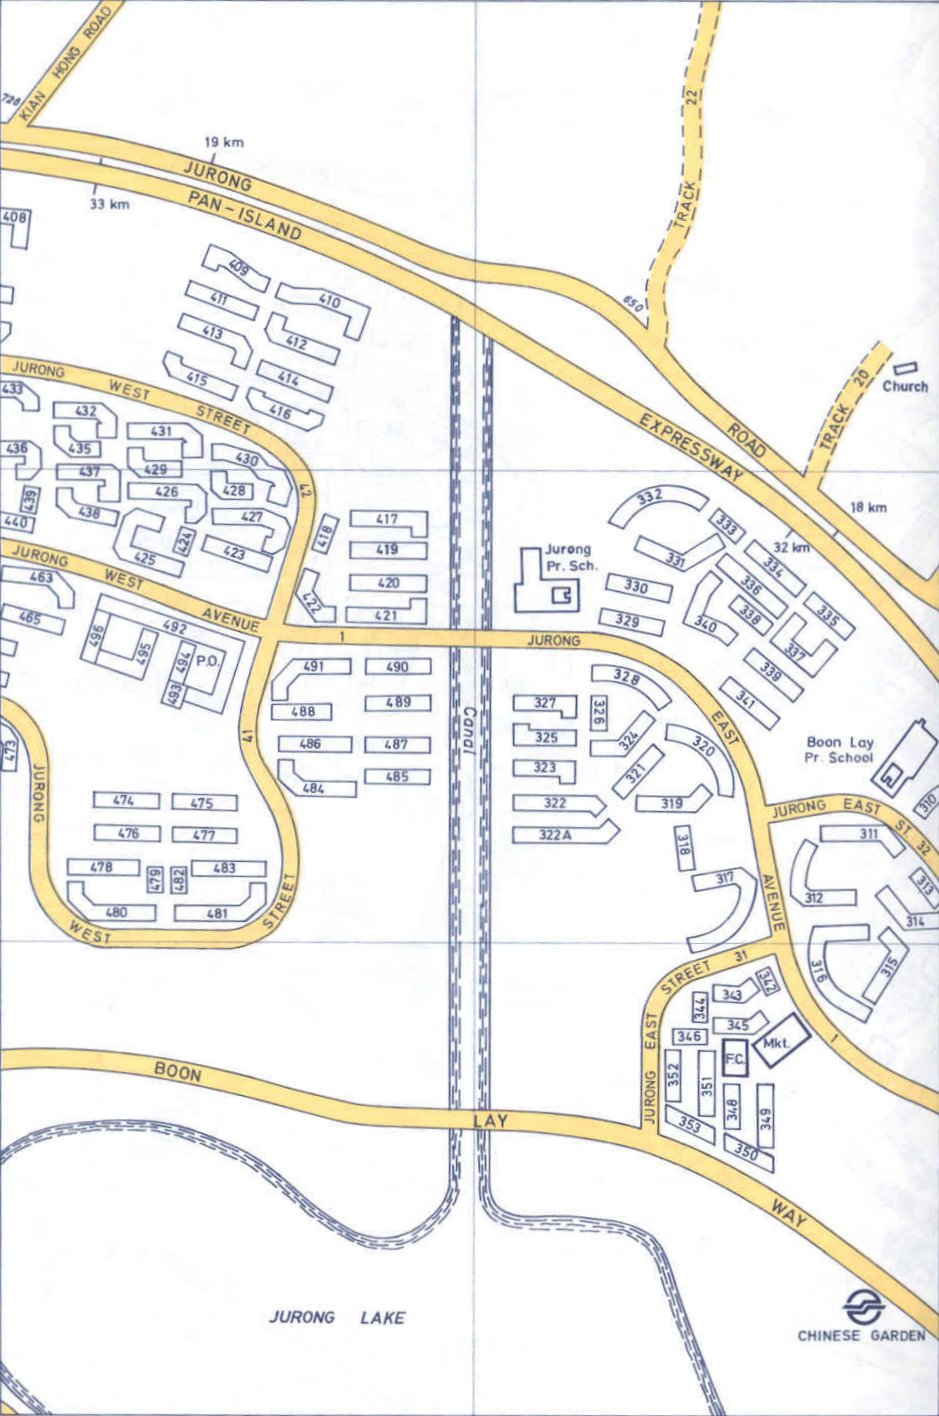 KIAN HONG ROAD
728
19 km
JURONG
33 km
PAN-ISLAND
TRACK 22
408
409
411
410
413
412
650
415
414
416
JURONG
WEST
STREET
42
433
432
431
436
435
430
437
429
428
439
426
438
427
440
425
424
423
418
417
419
420
422
421
TRACK 20
Church
ROAD
EXPRESSWAY
18 km
32 km
332
333
331
334
330
336
335
329
340
338
337
339
341
Jurong
Pr. Sch.
JURONG
WEST
AVENUE
1
463
465
496
492
495
494
P.O.
493
491
490
488
489
486
487
484
485
41
JURONG
EAST
AVENUE
1
328
327
326
325
324
323
321
320
322
319
322A
318
317
Canal
Boon Lay
Pr. School
JURONG EAST ST. 32
310
311
313
312
314
315
316
473
JURONG
WEST
STREET
474
475
476
477
478
479
482
483
480
481
JURONG EAST
STREET 31
342
343
344
345
346
Mkt.
F.C.
352
351
348
349
353
350
BOON
LAY
WAY
JURONG LAKE
CHINESE GARDEN